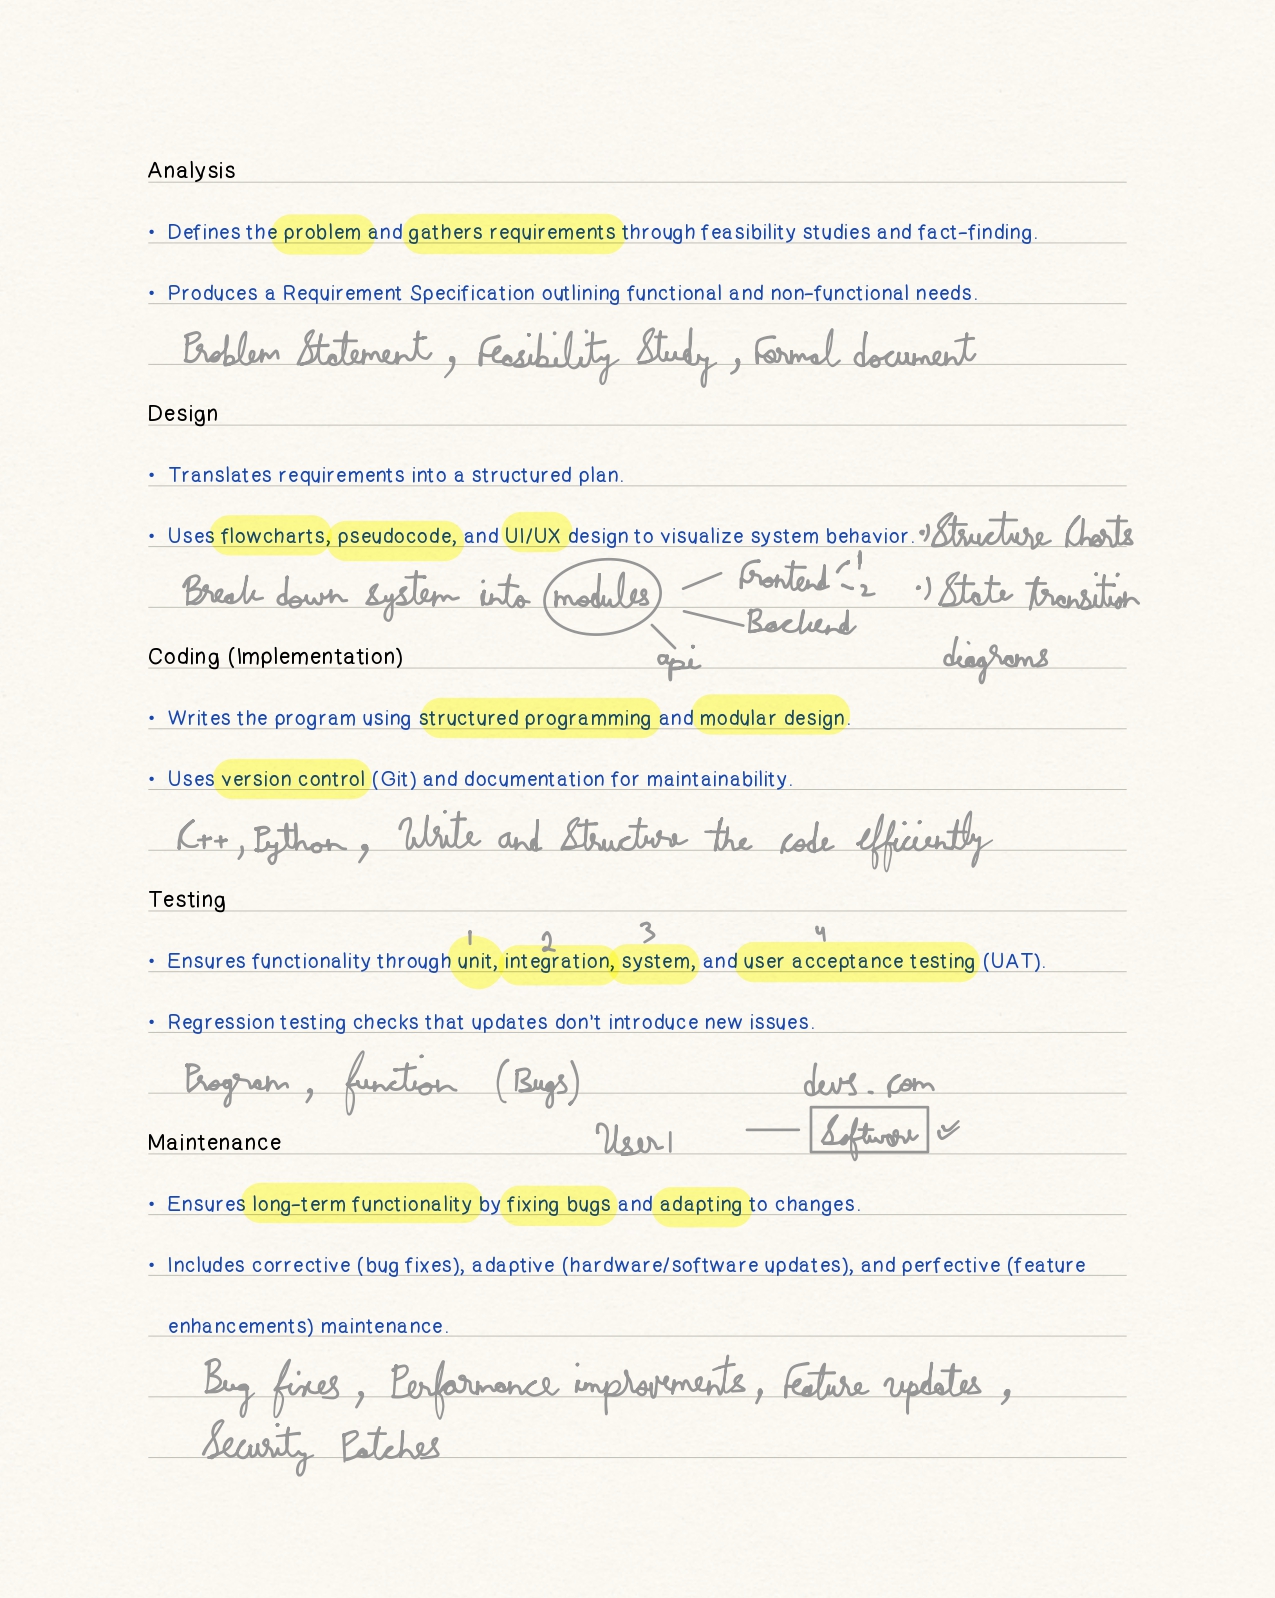 Analysis
• Defines the problem and gathers requirements through feasibility studies and fact-finding.
• Produces a Requirement Specification outlining functional and non-functional needs.
Problem Statement, Feasibility Study, Formal document
Design
• Translates requirements into a structured plan.
• Uses flowcharts, pseudocode, and UI/UX design to visualize system behavior. •) Structure Charts
Break down system into modules Frontend 1 2 •) State transition
Backend
Coding (Implementation) api diagrams
• Writes the program using structured programming and modular design.
• Uses version control (Git) and documentation for maintainability.
C++, Python, Write and Structure the code efficiently
Testing
1 2 3 4
• Ensures functionality through unit, integration, system, and user acceptance testing (UAT).
• Regression testing checks that updates don't introduce new issues.
Program, function (Bugs) devs.com
Maintenance User 1 Software
• Ensures long-term functionality by fixing bugs and adapting to changes.
• Includes corrective (bug fixes), adaptive (hardware/software updates), and perfective (feature
enhancements) maintenance.
Bug fixes, Performance improvements, Feature updates,
Security Patches